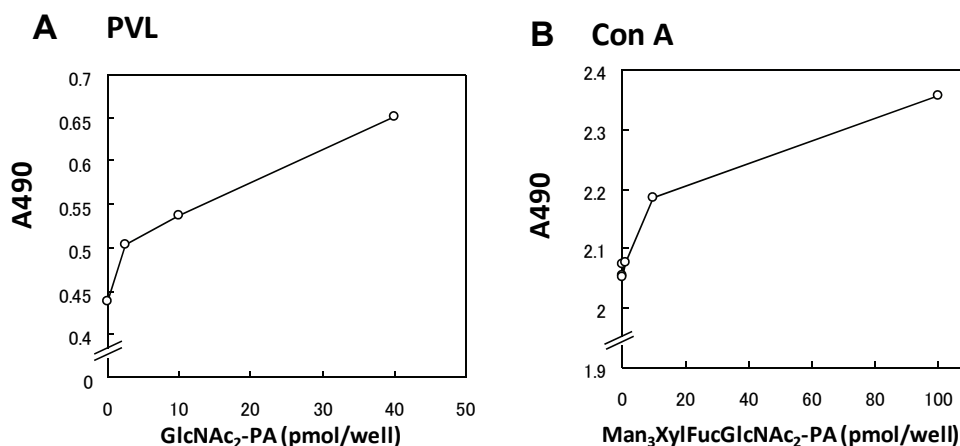 A PVL
A490
0.7
0.65
0.6
0.55
0.5
0.45
0.4
0
0 10 20 30 40 50
GlcNAc2-PA (pmol/well)
B Con A
A490
2.4
2.3
2.2
2.1
2
1.9
0 20 40 60 80 100
Man3XylFucGlcNAc2-PA (pmol/well)